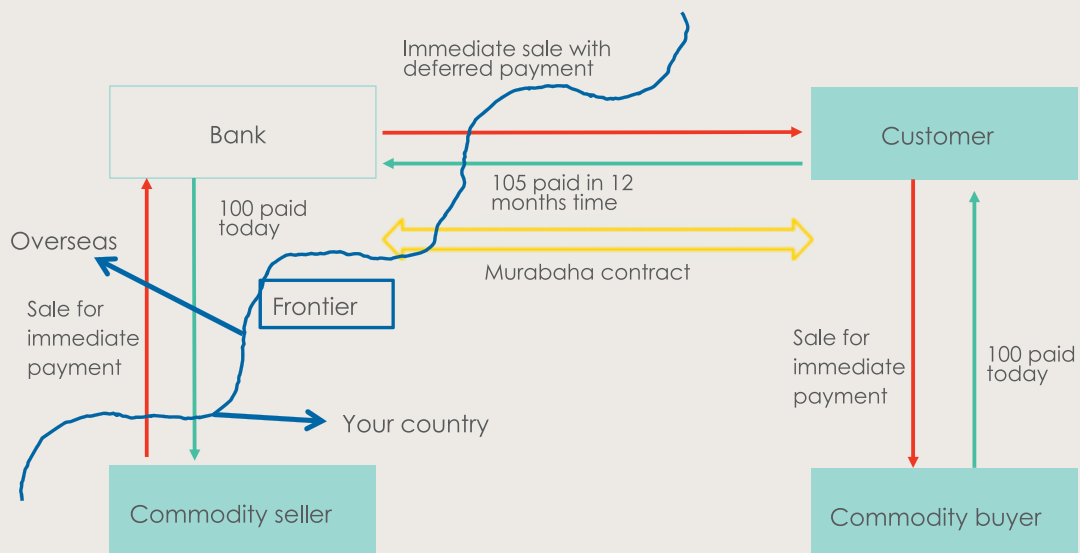 Immediate sale with
deferred payment
Bank
Customer
105 paid in 12
months time
100 paid
today
Overseas
Murabaha contract
Frontier
Sale for
immediate
payment
Sale for
immediate
payment
100 paid
today
Your country
Commodity seller
Commodity buyer